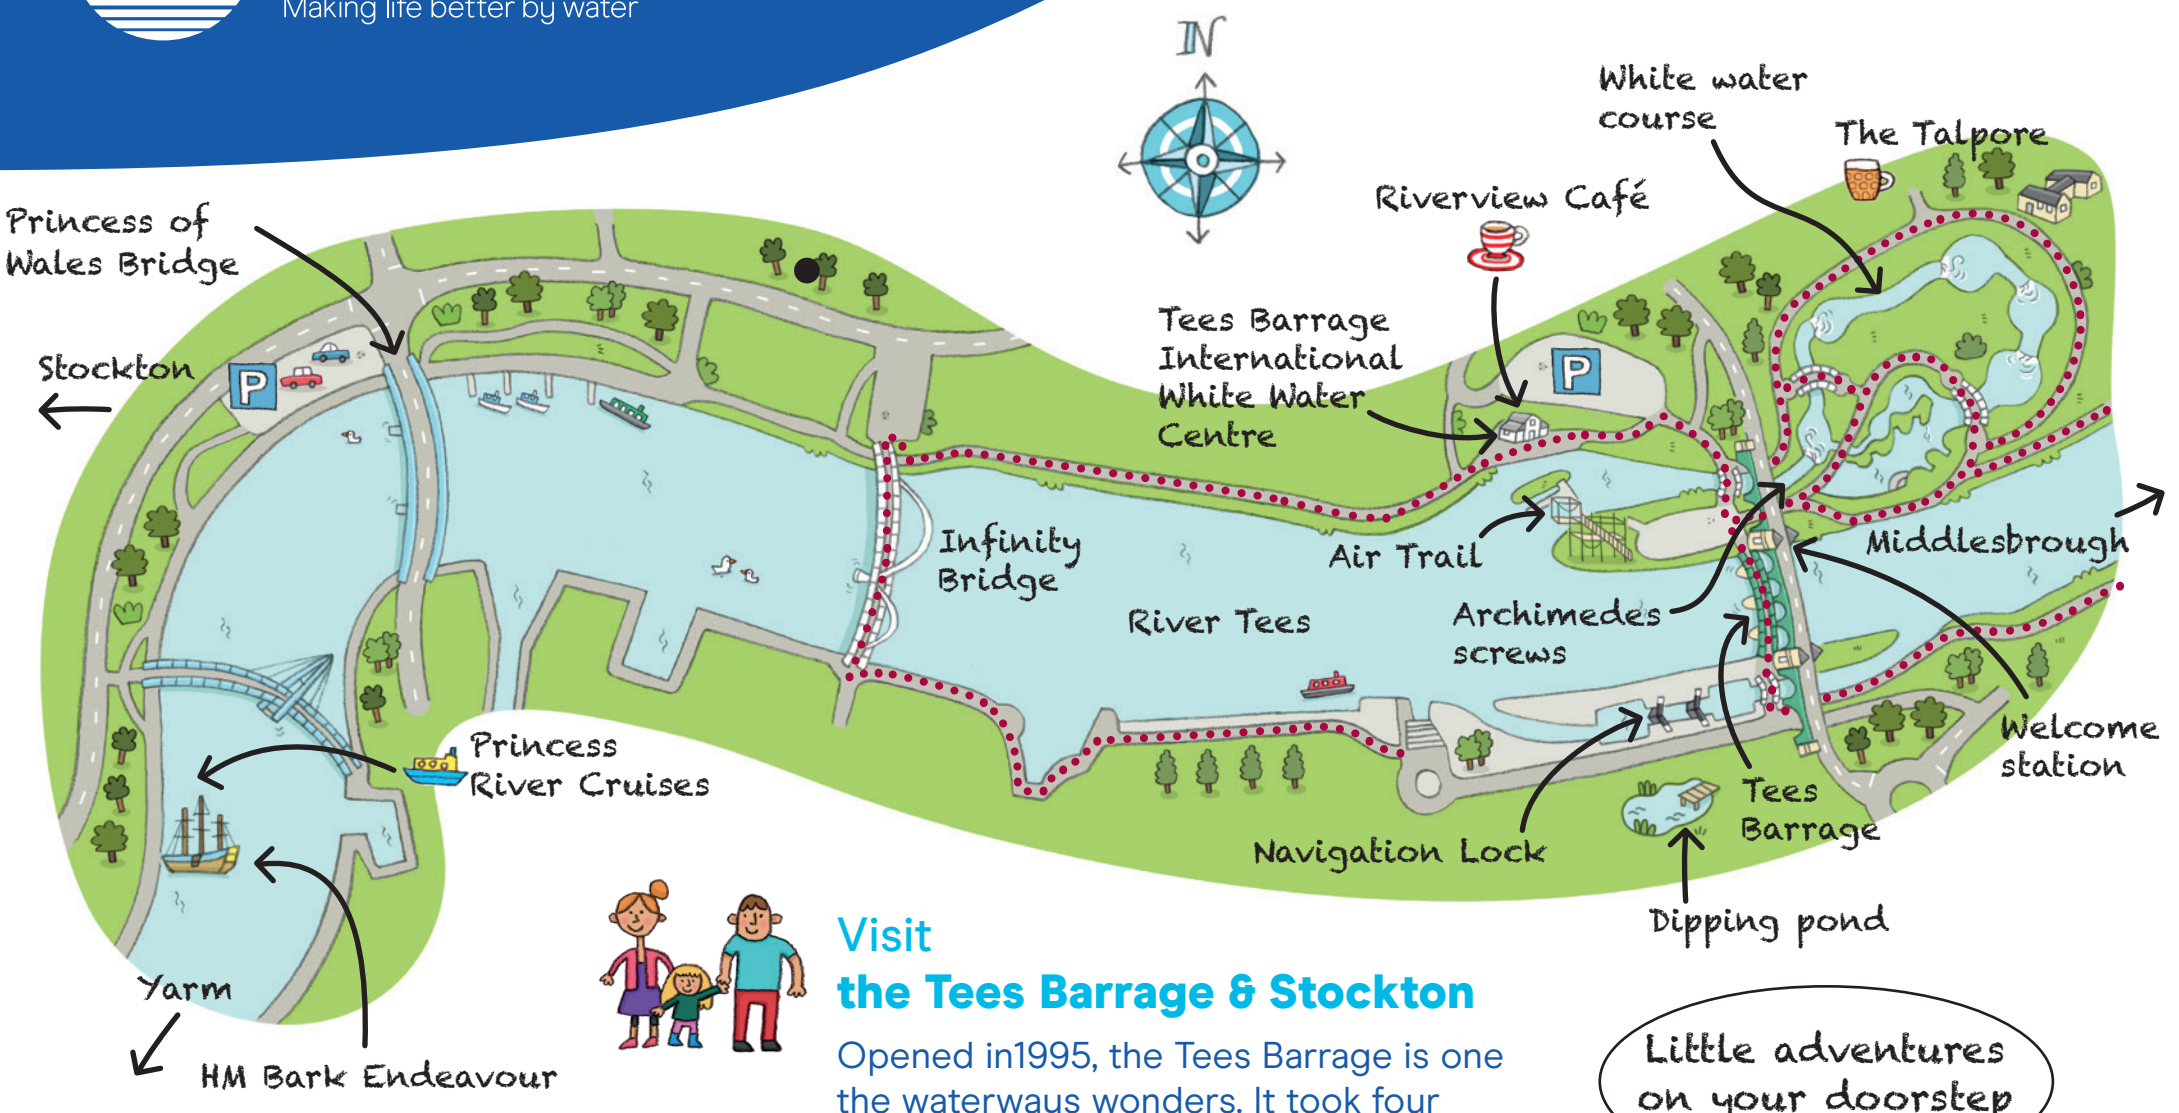 Making life better by water
N
White water
course
The Talpore
Riverview Café
Princess of
Wales Bridge
Tees Barrage
International
White Water
Centre
Stockton
P
P
Infinity
Bridge
Air Trail
Middlesbrough
River Tees
Archimedes
screws
Welcome
station
Princess
River Cruises
Tees
Barrage
Navigation Lock
Dipping pond
Yarm
HM Bark Endeavour
Visit
the Tees Barrage & Stockton
Opened in1995, the Tees Barrage is one
the waterways wonders. It took four
Little adventures
on your doorstep